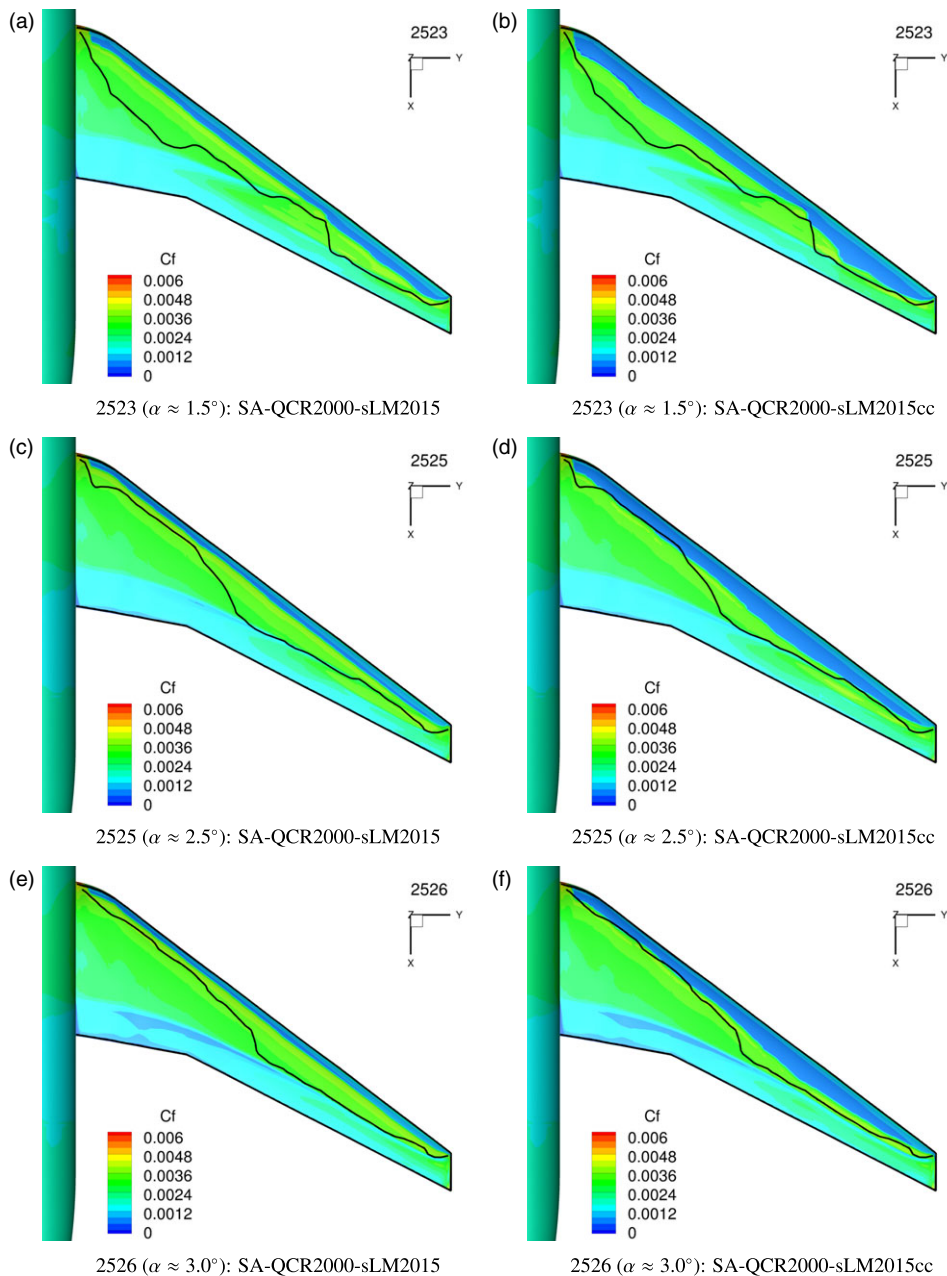 (a)
2523
Z Y
X
Cf
0.006
0.0048
0.0036
0.0024
0.0012
0
2523 (α ≈ 1.5°): SA-QCR2000-sLM2015
(b)
2523
Z Y
X
Cf
0.006
0.0048
0.0036
0.0024
0.0012
0
2523 (α ≈ 1.5°): SA-QCR2000-sLM2015cc
(c)
2525
Z Y
X
Cf
0.006
0.0048
0.0036
0.0024
0.0012
0
2525 (α ≈ 2.5°): SA-QCR2000-sLM2015
(d)
2525
Z Y
X
Cf
0.006
0.0048
0.0036
0.0024
0.0012
0
2525 (α ≈ 2.5°): SA-QCR2000-sLM2015cc
(e)
2526
Z Y
X
Cf
0.006
0.0048
0.0036
0.0024
0.0012
0
2526 (α ≈ 3.0°): SA-QCR2000-sLM2015
(f)
2526
Z Y
X
Cf
0.006
0.0048
0.0036
0.0024
0.0012
0
2526 (α ≈ 3.0°): SA-QCR2000-sLM2015cc